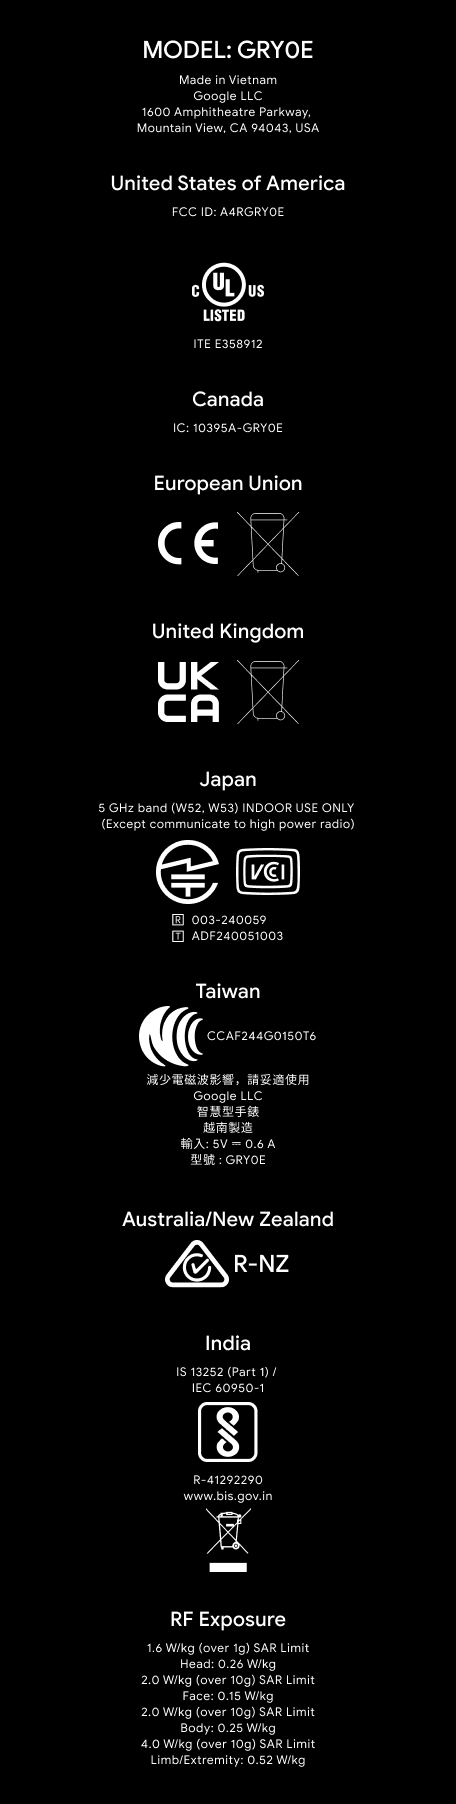 MODEL: GRY0E
Made in Vietnam
Google LLC
1600 Amphitheatre Parkway,
Mountain View, CA 94043, USA
United States of America
FCC ID: A4RGRY0E
C UL US
LISTED
ITE E358912
Canada
IC: 10395A-GRY0E
European Union
CE
United Kingdom
UK
CA
Japan
5 GHz band (W52, W53) INDOOR USE ONLY
(Except communicate to high power radio)
VCI
R 003-240059
T ADF240051003
Taiwan
CCAF244G0150T6
減少電磁波影響，請妥適使用
Google LLC
智慧型手錶
越南製造
輸入: 5V ⎓ 0.6 A
型號 : GRY0E
Australia/New Zealand
R-NZ
India
IS 13252 (Part 1) /
IEC 60950-1
R-41292290
www.bis.gov.in
RF Exposure
1.6 W/kg (over 1g) SAR Limit
Head: 0.26 W/kg
2.0 W/kg (over 10g) SAR Limit
Face: 0.15 W/kg
2.0 W/kg (over 10g) SAR Limit
Body: 0.25 W/kg
4.0 W/kg (over 10g) SAR Limit
Limb/Extremity: 0.52 W/kg